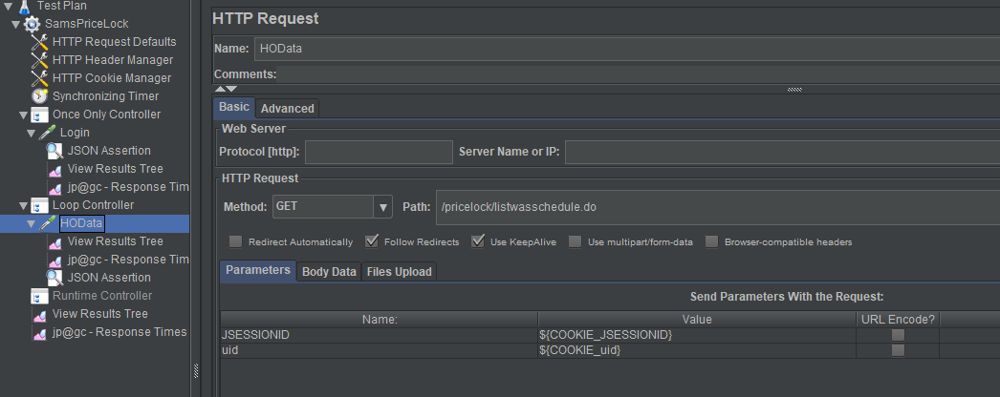 Test Plan
SamsPriceLock
HTTP Request Defaults
HTTP Header Manager
HTTP Cookie Manager
Synchronizing Timer
Once Only Controller
Login
JSON Assertion
View Results Tree
jp@gc - Response Times
Loop Controller
HOData
View Results Tree
jp@gc - Response Times
JSON Assertion
Runtime Controller
View Results Tree
jp@gc - Response Times
HTTP Request
Name: HOData
Comments:
Basic Advanced
Web Server
Protocol [http]: Server Name or IP:
HTTP Request
Method: GET Path: /pricelock/listwasschedule.do
Redirect Automatically Follow Redirects Use KeepAlive Use multipart/form-data Browser-compatible headers
Parameters Body Data Files Upload
Send Parameters With the Request:
Name: Value URL Encode?
JSESSIONID ${COOKIE_JSESSIONID}
uid ${COOKIE_uid}